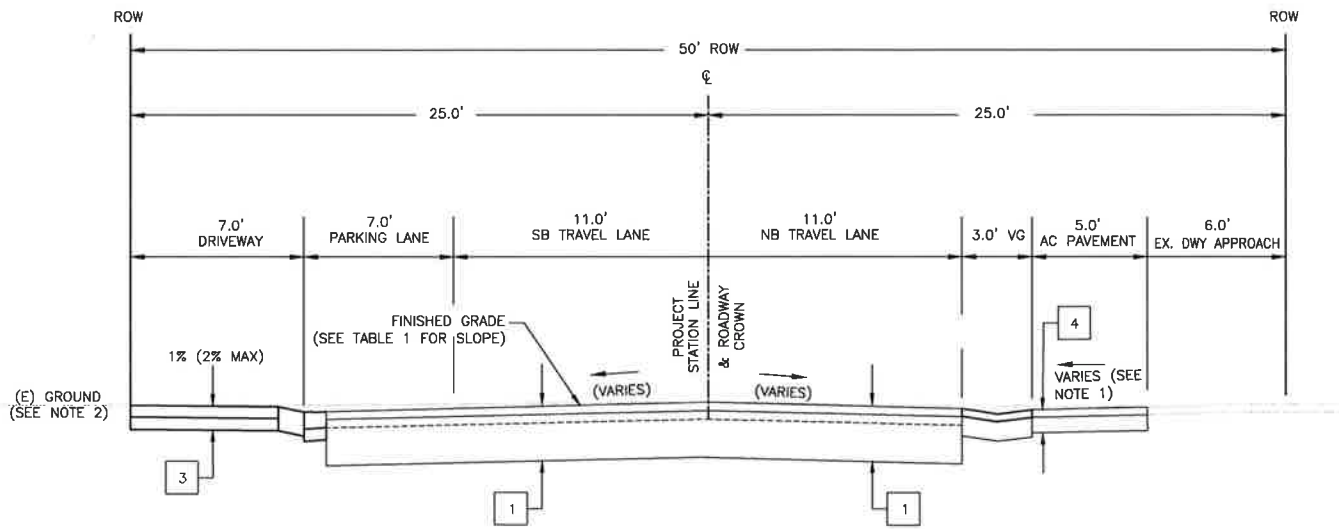 ROW
ROW
50' ROW
℄
25.0'
25.0'
7.0'
DRIVEWAY
7.0'
PARKING LANE
11.0'
SB TRAVEL LANE
11.0'
NB TRAVEL LANE
3.0' VG
5.0'
AC PAVEMENT
6.0'
EX. DWY APPROACH
PROJECT
STATION LINE
& ROADWAY
CROWN
FINISHED GRADE
(SEE TABLE 1 FOR SLOPE)
4
1% (2% MAX)
(VARIES)
(VARIES)
VARIES (SEE
NOTE 1)
(E) GROUND
(SEE NOTE 2)
3
1
1